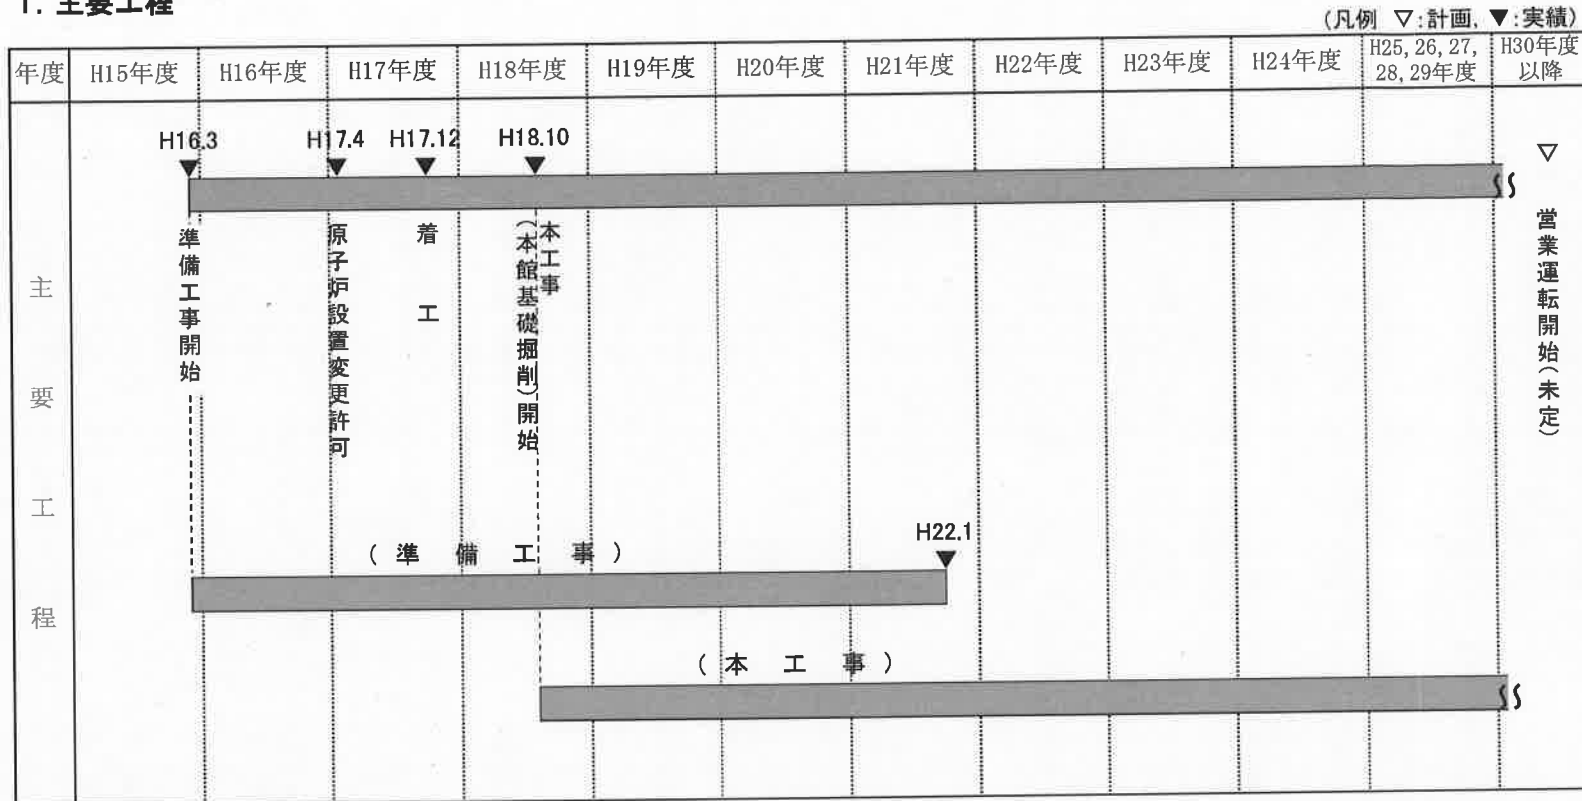 1. 主要工程
(凡例 ▽:計画, ▼:実績)
年度
H15年度
H16年度
H17年度
H18年度
H19年度
H20年度
H21年度
H22年度
H23年度
H24年度
H25,26,27,
28,29年度
H30年度
以降
主要工程
H16.3
▼
H17.4
▼
H17.12
▼
H18.10
▼
▽
準備工事開始
原子炉設置変更許可
着工
本工事
(本館基礎掘削)開始
営業運転開始(未定)
(準備工事)
H22.1
▼
(本工事)